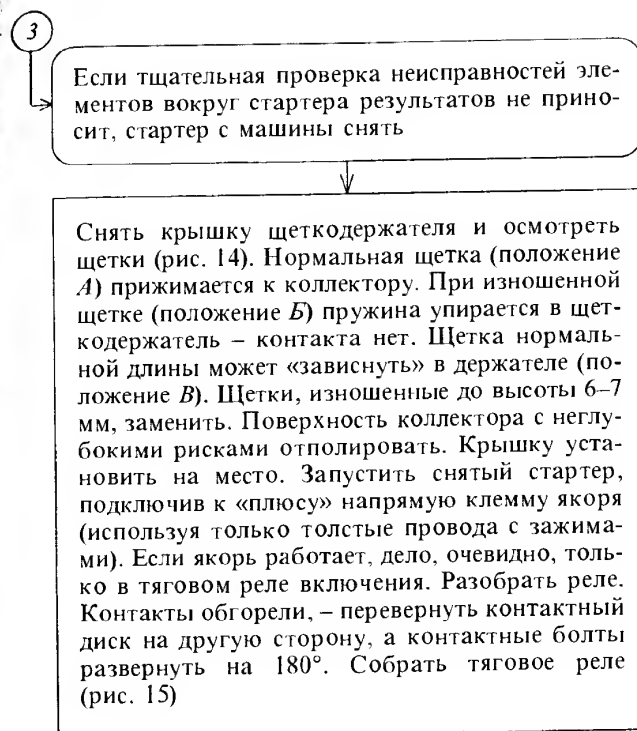 3
Если тщательная проверка неисправностей эле-
ментов вокруг стартера результатов не прино-
сит, стартер с машины снять
Снять крышку щеткодержателя и осмотреть
щетки (рис. 14). Нормальная щетка (положение
А) прижимается к коллектору. При изношенной
щетке (положение Б) пружина упирается в щет-
кодержатель – контакта нет. Щетка нормаль-
ной длины может «зависнуть» в держателе (по-
ложение В). Щетки, изношенные до высоты 6–7
мм, заменить. Поверхность коллектора с неглу-
бокими рисками отполировать. Крышку уста-
новить на место. Запустить снятый стартер,
подключив к «плюсу» напрямую клемму якоря
(используя только толстые провода с зажима-
ми). Если якорь работает, дело, очевидно, толь-
ко в тяговом реле включения. Разобрать реле.
Контакты обгорели, – перевернуть контактный
диск на другую сторону, а контактные болты
развернуть на 180°. Собрать тяговое реле
(рис. 15)